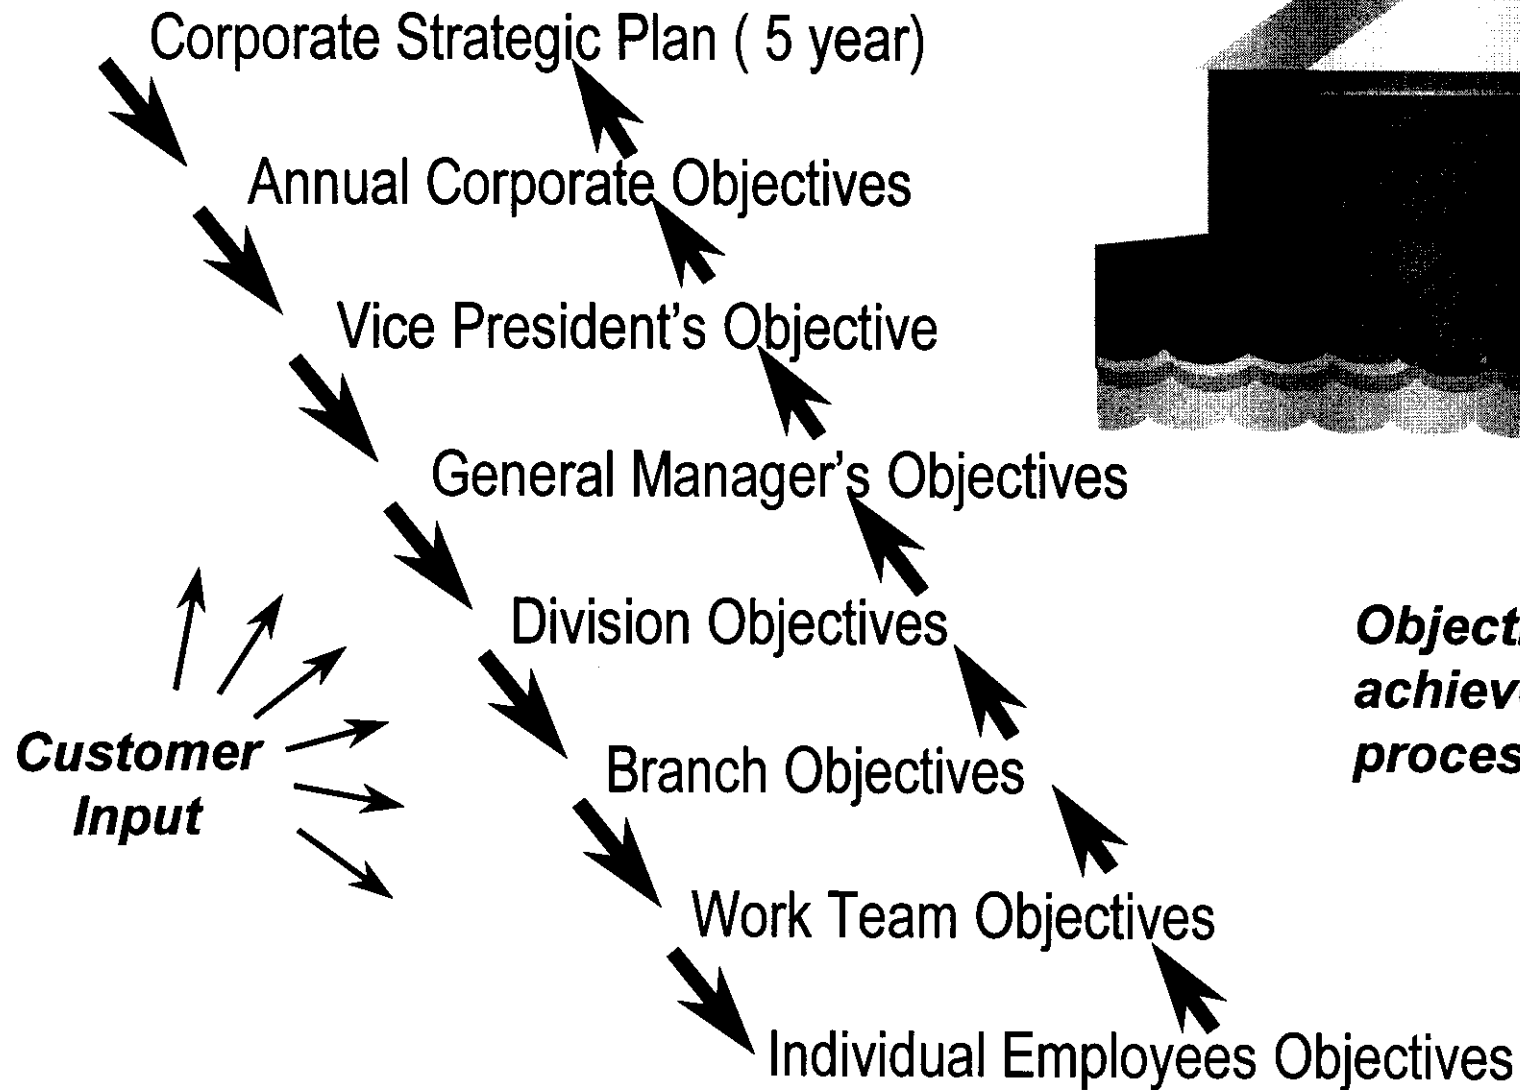 Corporate Strategic Plan ( 5 year)
Annual Corporate Objectives
Vice President's Objective
General Manager's Objectives
Division Objectives
Customer
Input
Branch Objectives
Work Team Objectives
Individual Employees Objectives